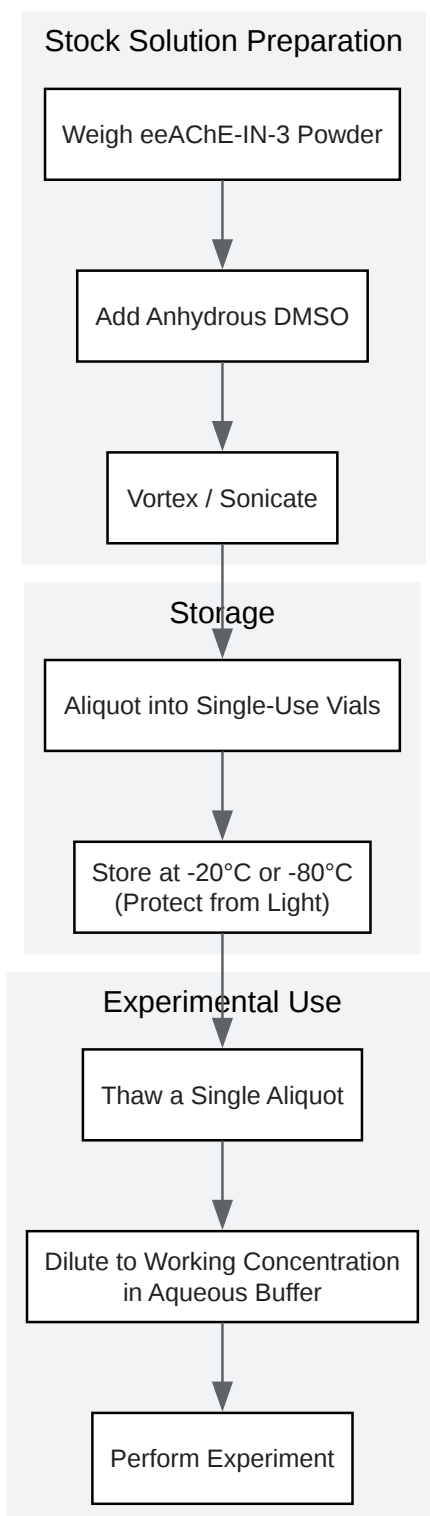 Stock Solution Preparation
Weigh eeAChE-IN-3 Powder
Add Anhydrous DMSO
Vortex / Sonicate
Storage
Aliquot into Single-Use Vials
Store at -20°C or -80°C
(Protect from Light)
Experimental Use
Thaw a Single Aliquot
Dilute to Working Concentration
in Aqueous Buffer
Perform Experiment